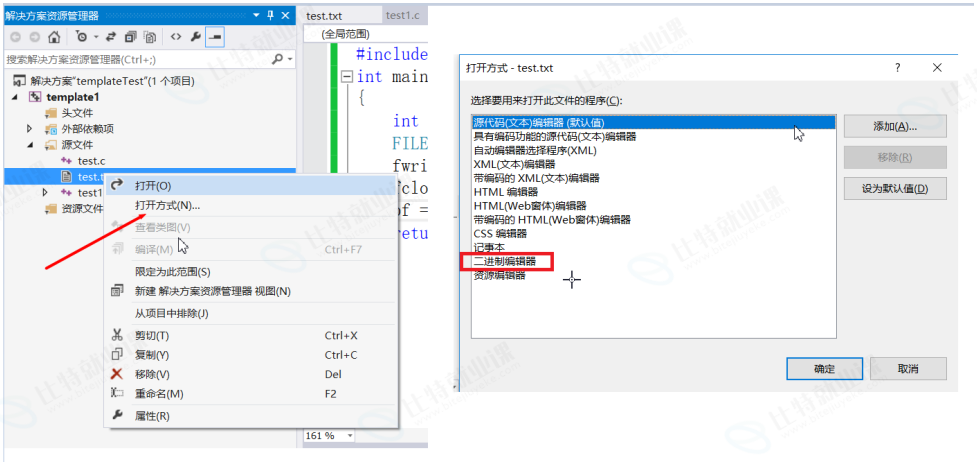 解决方案资源管理器
搜索解决方案资源管理器(Ctrl+;)
解决方案"templateTest"(1 个项目)
template1
头文件
外部依赖项
源文件
test.c
test.t
test1
资源文件
打开(O)
打开方式(N)...
查看类图(V)
编译(M) Ctrl+F7
限定为此范围(S)
新建 解决方案资源管理器 视图(N)
从项目中排除(J)
剪切(T) Ctrl+X
复制(Y) Ctrl+C
移除(V) Del
重命名(M) F2
属性(R)
test.txt test1.c
(全局范围)
#include
int main
{
int
FILE
fwri
fclo
pf =
retu
161 %
打开方式 - test.txt
选择要用来打开此文件的程序(C):
源代码(文本)编辑器 (默认值)
具有编码功能的源代码(文本)编辑器
自动编辑器选择程序(XML)
XML(文本)编辑器
带编码的 XML(文本)编辑器
HTML 编辑器
HTML(Web窗体)编辑器
带编码的 HTML(Web窗体)编辑器
CSS 编辑器
记事本
二进制编辑器
资源编辑器
添加(A)...
移除(R)
设为默认值(D)
确定
取消
比特就业课